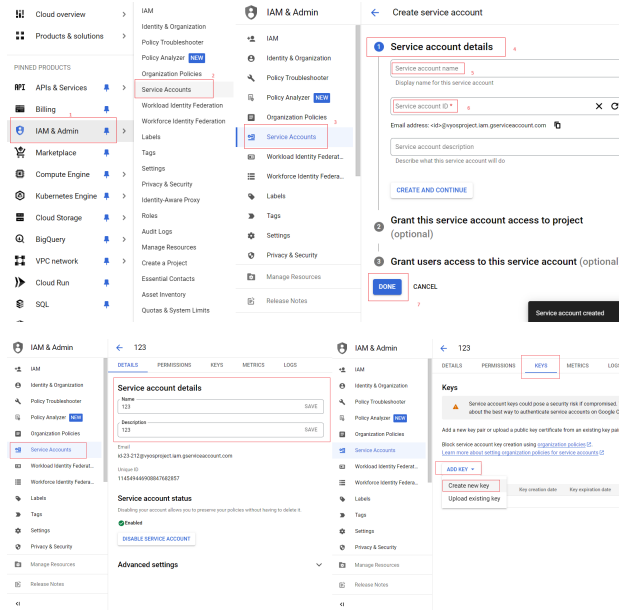 Cloud overview
Products & solutions
PINNED PRODUCTS
API APIs & Services
1
Billing
IAM & Admin
Marketplace
Compute Engine
Kubernetes Engine
Cloud Storage
BigQuery
VPC network
Cloud Run
SQL
IAM
Identity & Organization
Policy Troubleshooter
Policy Analyzer NEW
Organization Policies 2
Service Accounts
Workload Identity Federation
Workforce Identity Federation
Labels
Tags
Settings
Privacy & Security
Identity-Aware Proxy
Roles
Audit Logs
Manage Resources
Create a Project
Essential Contacts
Asset Inventory
Quotas & System Limits
IAM & Admin
IAM
Identity & Organization
Policy Troubleshooter
Policy Analyzer NEW
Organization Policies 3
Service Accounts
Workload Identity Federat...
Workforce Identity Federa...
Labels
Tags
Settings
Privacy & Security
Manage Resources
Release Notes
Create service account
1 Service account details 4
Service account name 5
Display name for this service account
Service account ID * 6
Email address: <id>@vyosproject.iam.gserviceaccount.com
Service account description
Describe what this service account will do
CREATE AND CONTINUE
2 Grant this service account access to project
(optional)
3 Grant users access to this service account (optional
DONE CANCEL
7
Service account created
IAM & Admin
IAM
Identity & Organization
Policy Troubleshooter
Policy Analyzer NEW
Organization Policies
Service Accounts
Workload Identity Federat...
Workforce Identity Federa...
Labels
Tags
Settings
Privacy & Security
Manage Resources
Release Notes
123
DETAILS PERMISSIONS KEYS METRICS LOGS
Service account details
Name
123 SAVE
Description
123 SAVE
Email
id-23-212@vyosproject.iam.gserviceaccount.com
Unique ID
114549446908847682857
Service account status
Disabling your account allows you to preserve your policies without having to delete it.
Enabled
DISABLE SERVICE ACCOUNT
Advanced settings
IAM & Admin
IAM
Identity & Organization
Policy Troubleshooter
Policy Analyzer NEW
Organization Policies
Service Accounts
Workload Identity Federat...
Workforce Identity Federa...
Labels
Tags
Settings
Privacy & Security
Manage Resources
Release Notes
123
DETAILS PERMISSIONS KEYS METRICS LOGS
Keys
Service account keys could pose a security risk if compromised.
about the best way to authenticate service accounts on Google C
Add a new key pair or upload a public key certificate from an existing key pair
Block service account key creation using organization policies.
Learn more about setting organization policies for service accounts
ADD KEY
Create new key
Upload existing key
Key creation date Key expiration date